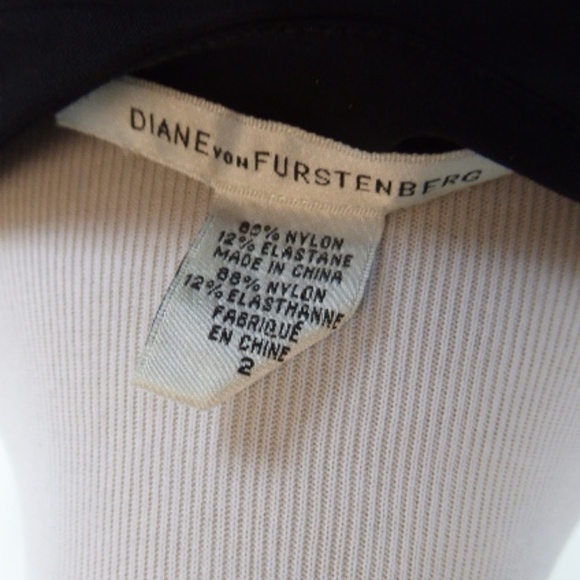 DIANE VON FURSTENBERG
88% NYLON
12% ELASTANE
MADE IN CHINA
88% NYLON
12% ELASTHANNE
FABRIQUÉ
EN CHINE
2